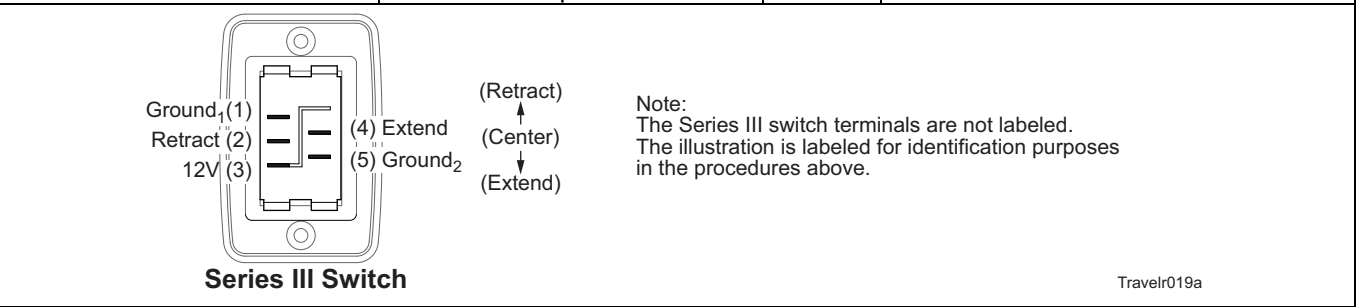 Ground1(1)
Retract (2)
12V (3)
(4) Extend
(5) Ground2
(Retract)
(Center)
(Extend)
Note:
The Series III switch terminals are not labeled.
The illustration is labeled for identification purposes
in the procedures above.
Series III Switch
Travelr019a